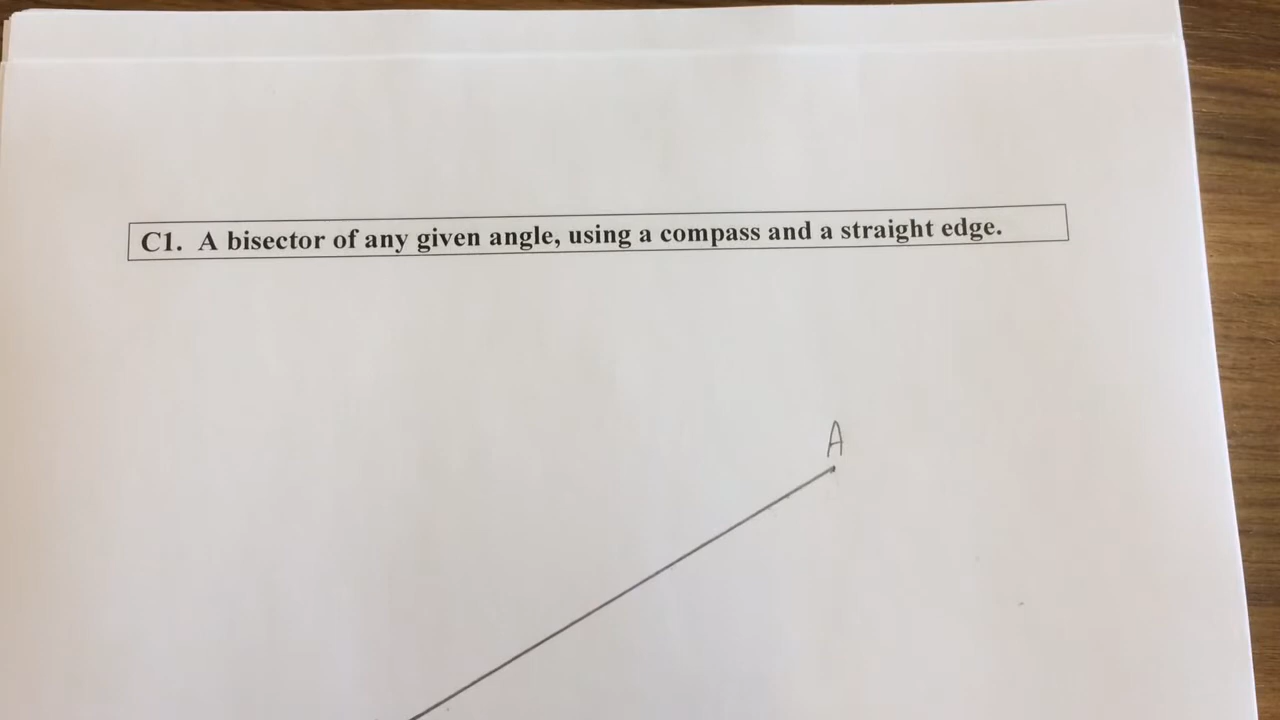 C1. A bisector of any given angle, using a compass and a straight edge.
A